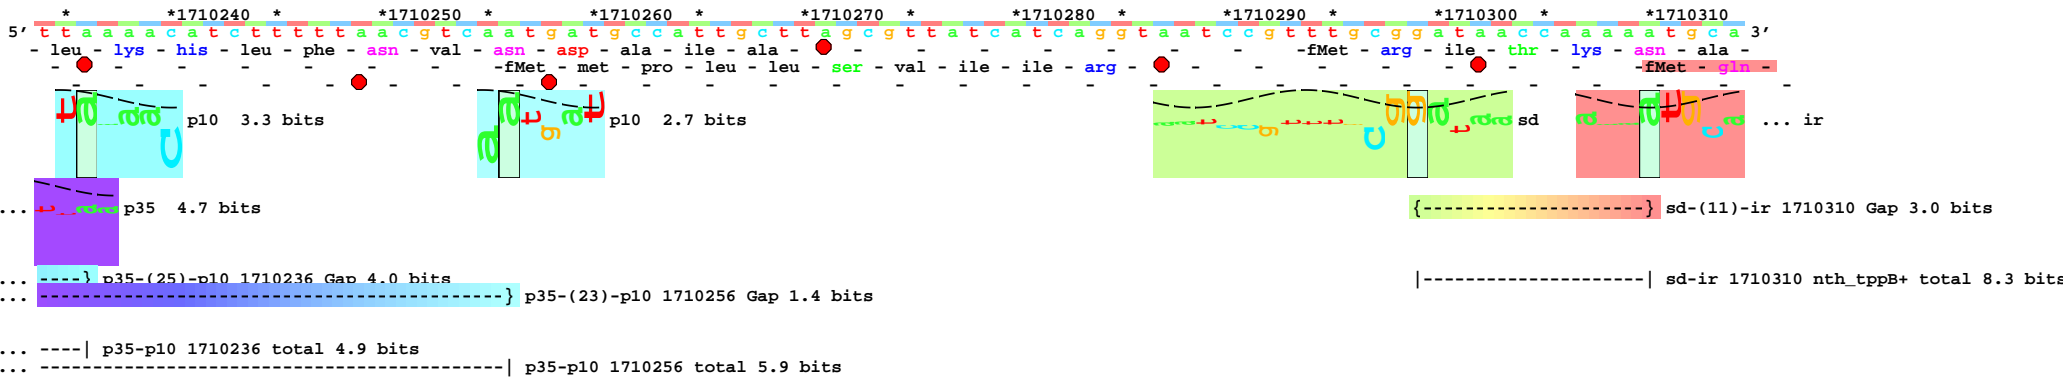 * *1710240 * *1710250 * *1710260 * *1710270 * *1710280 * *1710290 * *1710300 * *1710310
5' t t a a a a c a t c t t t t t a a c g t c a a t g a t g c c a t t g c t t a g c g t t a t c a t c a g g t a a t c c g t t t g c g g a t a a c c a a a a a t g c a 3'
- leu - lys - his - leu - phe - asn - val - asn - asp - ala - ile - ala - - - - - - - -fMet - arg - ile - thr - lys - asn - ala -
- - - - - - - -fMet - met - pro - leu - leu - ser - val - ile - ile - arg - - - - - - - -fMet - gln -
- - - - - - - - - - - - - - - - - - - - - - - - - - -
p10 3.3 bits
p10 2.7 bits
sd
... ir
... p35 4.7 bits
{----------------------} sd-(11)-ir 1710310 Gap 3.0 bits
... ----} p35-(25)-p10 1710236 Gap 4.0 bits
|---------------------| sd-ir 1710310 nth_tppB+ total 8.3 bits
... --------------------------------------------} p35-(23)-p10 1710256 Gap 1.4 bits
... ----| p35-p10 1710236 total 4.9 bits
... --------------------------------------------| p35-p10 1710256 total 5.9 bits